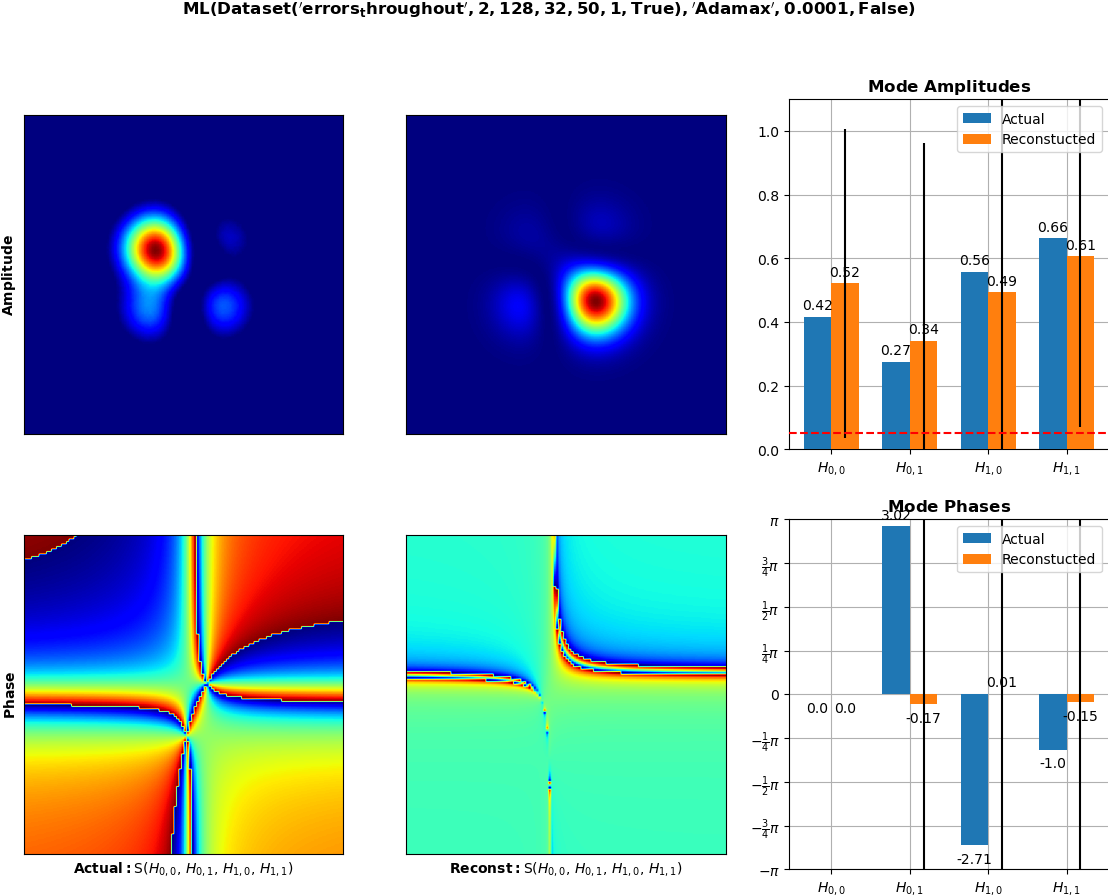 ML(Dataset('errors_throughout', 2, 128, 32, 50, 1, True), 'Adamax', 0.0001, False)
Amplitude
Mode Amplitudes
Actual
Reconstucted
1.0
0.8
0.6
0.4
0.2
0.0
0.42
0.52
0.27
0.34
0.56
0.49
0.66
0.61
H0,0
H0,1
H1,0
H1,1
Phase
Actual: S(H0,0, H0,1, H1,0, H1,1)
Reconst: S(H0,0, H0,1, H1,0, H1,1)
Mode Phases
Actual
Reconstucted
π
3/4π
1/2π
1/4π
0
−1/4π
−1/2π
−3/4π
−π
0.0
0.0
3.02
-0.17
-2.71
0.01
-1.0
-0.15
H0,0
H0,1
H1,0
H1,1